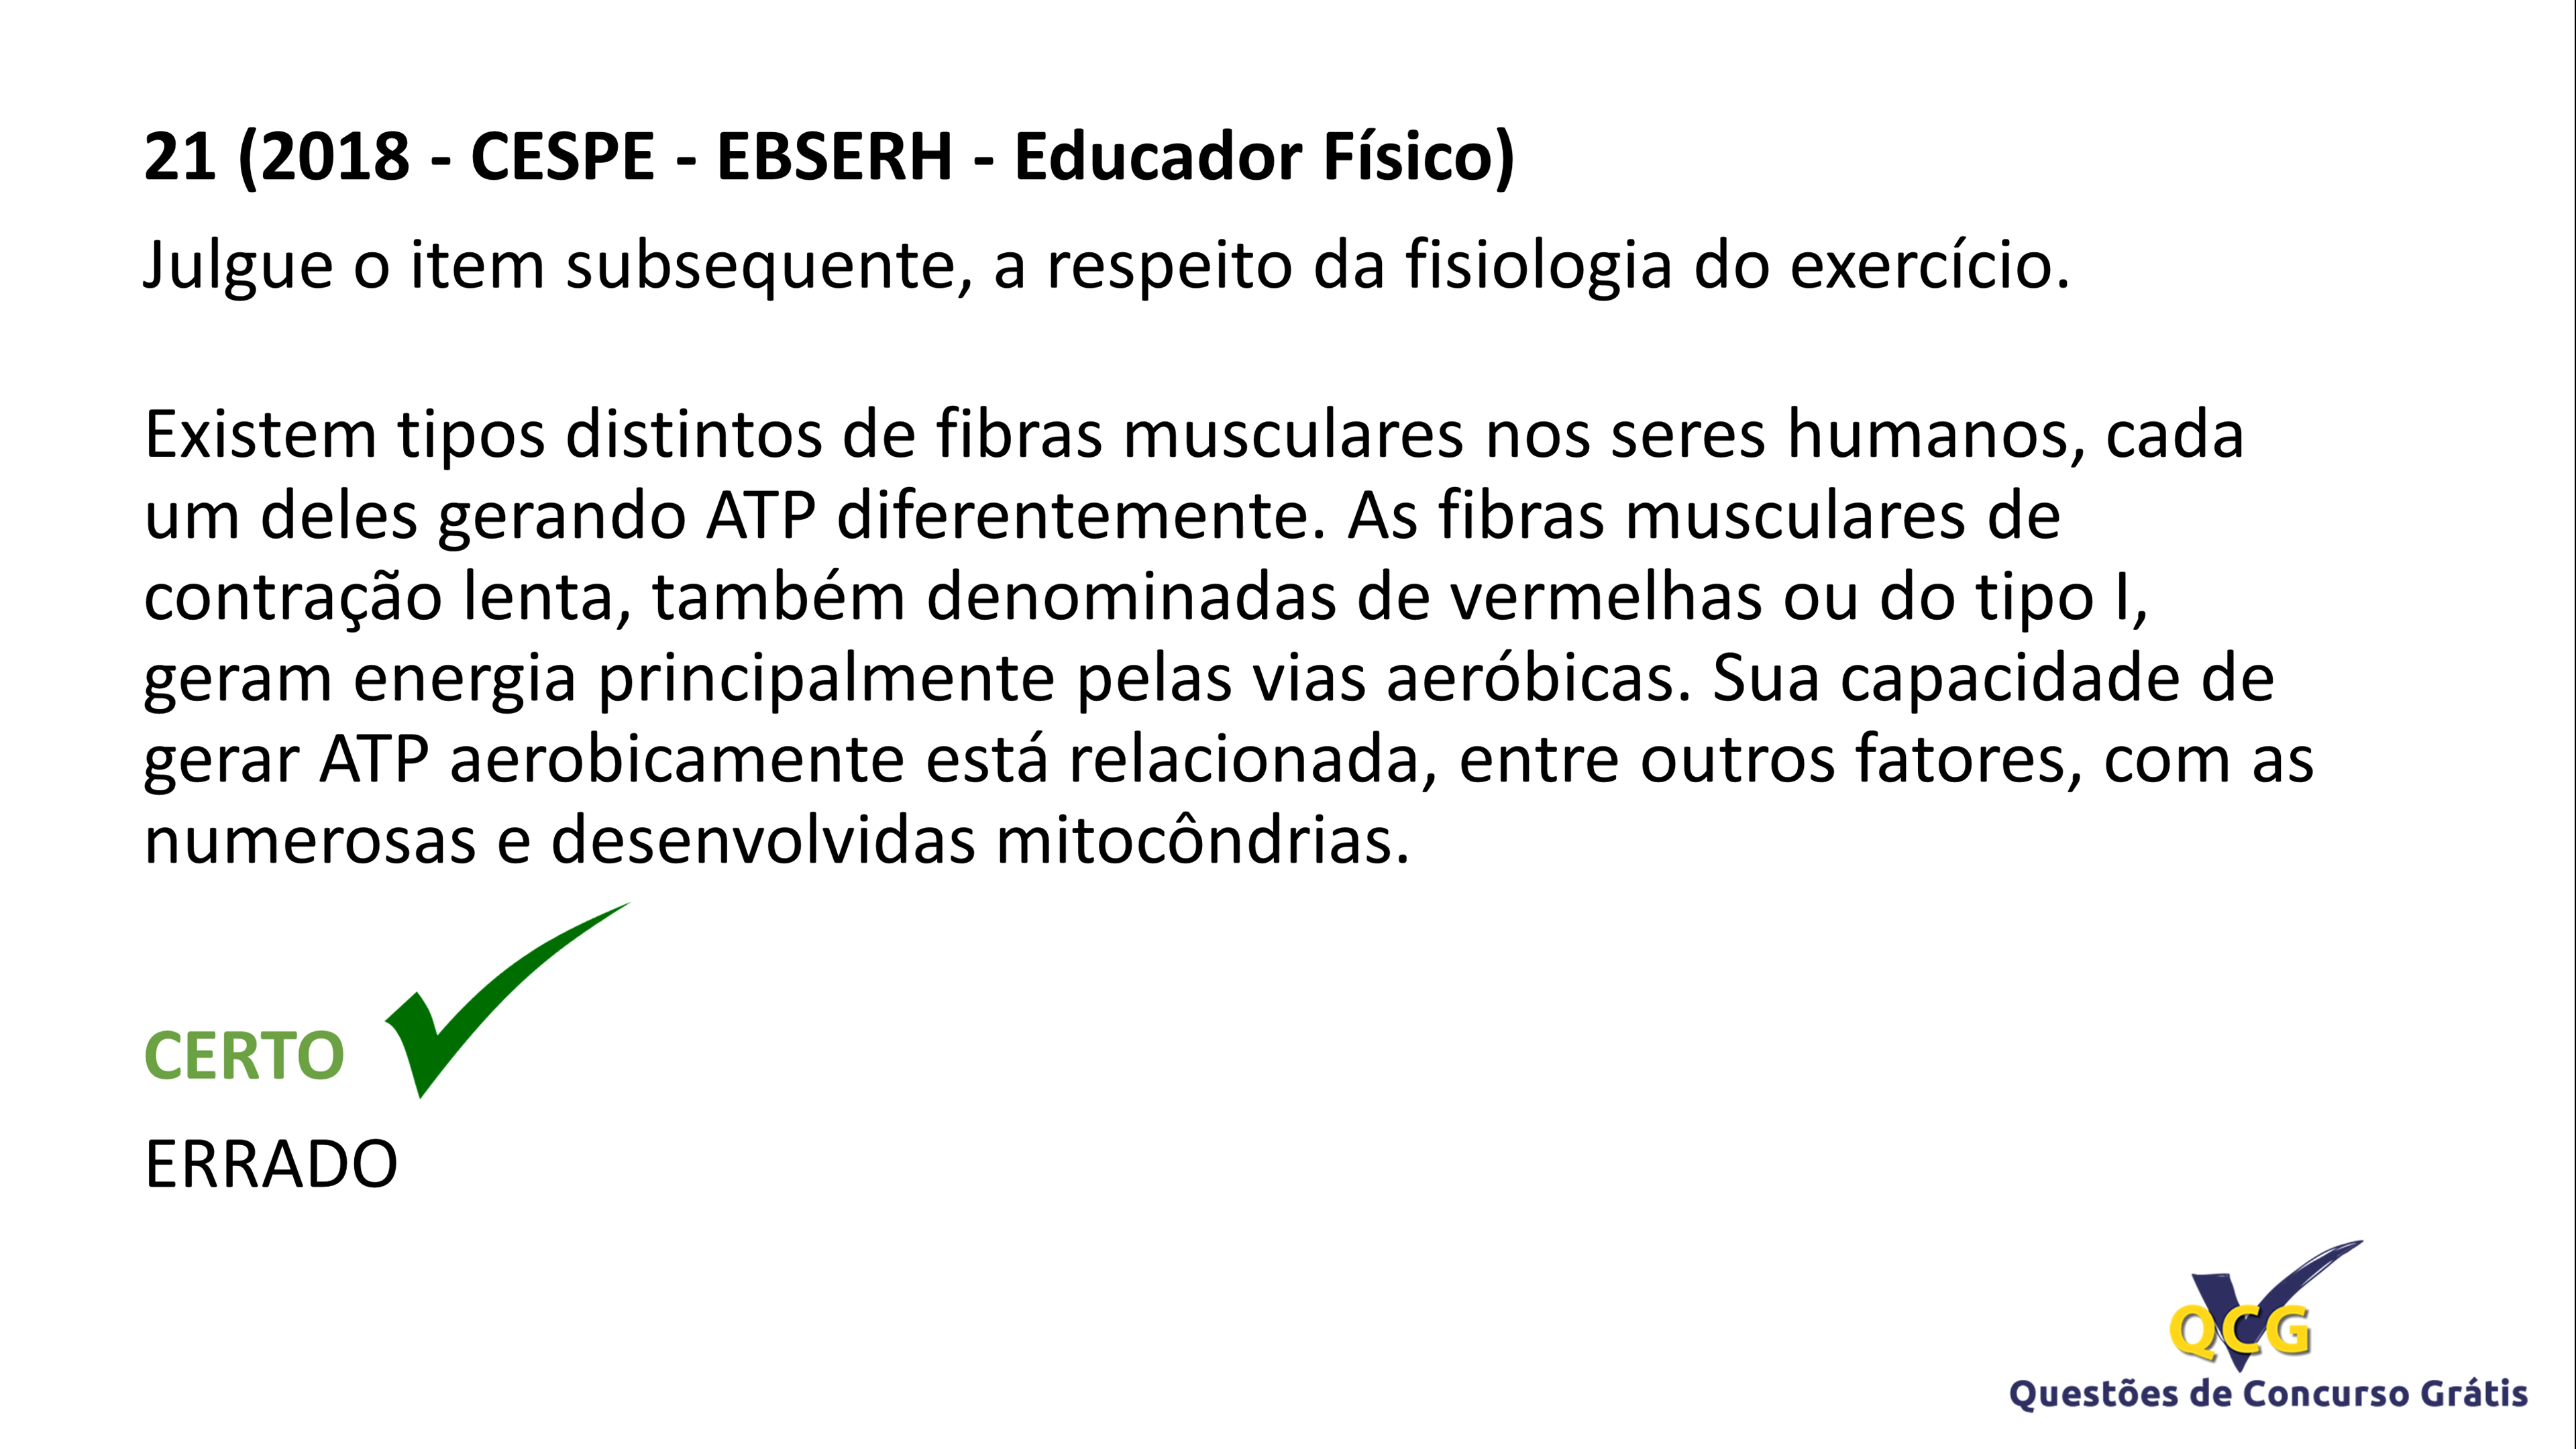 21 (2018 - CESPE - EBSERH - Educador Físico)
Julgue o item subsequente, a respeito da fisiologia do exercício.
Existem tipos distintos de fibras musculares nos seres humanos, cada
um deles gerando ATP diferentemente. As fibras musculares de
contração lenta, também denominadas de vermelhas ou do tipo I,
geram energia principalmente pelas vias aeróbicas. Sua capacidade de
gerar ATP aerobicamente está relacionada, entre outros fatores, com as
numerosas e desenvolvidas mitocôndrias.
CERTO
ERRADO
QCG
Questões de Concurso Grátis